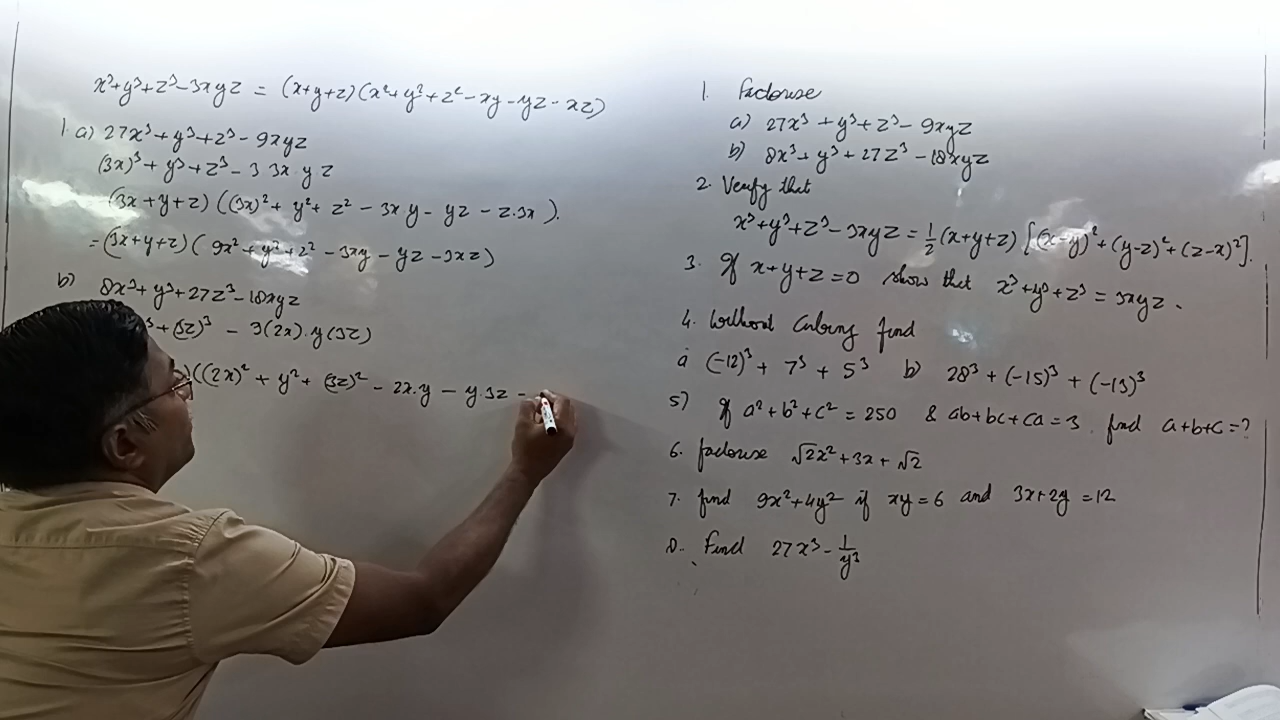 x³+y³+z³-3xyz = (x+y+z)(x²+y²+z²-xy-yz-xz)
1. a) 27x³+y³+z³-9xyz
(3x)³+y³+z³-3 3x.yz
(3x+y+z)((3x)²+y²+z²-3xy-yz-z.3x).
=(3x+y+z)(9x²+y²+z²-3xy-yz-3xz)
b) 8x³+y³+27z³-18xyz
³+(3z)³-3(2x).y(3z)
)((2x)²+y²+(3z)²-2x.y-y.3z-
1. Factorise
a) 27x³+y³+z³-9xyz
b) 8x³+y³+27z³-18xyz
2. Verify that
x³+y³+z³-3xyz=1/2(x+y+z)[(x-y)²+(y-z)²+(z-x)²].
3. If x+y+z=0 show that x³+y³+z³=3xyz.
4. Without Cubing find
a (-12)³+7³+5³ b) 28³+(-15)³+(-13)³
5) If a²+b²+c²=250 & ab+bc+ca=3. find a+b+c=?
6. factorise √2x²+3x+√2
7. find 9x²+4y² if xy=6 and 3x+2y=12
8. Find 27x³-1/y³